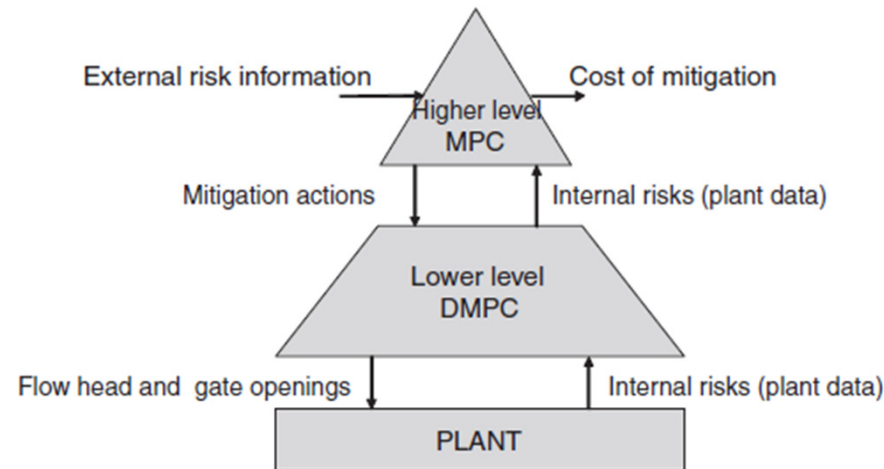 External risk information
Cost of mitigation
Higher level
MPC
Mitigation actions
Internal risks (plant data)
Lower level
DMPC
Flow head and gate openings
Internal risks (plant data)
PLANT